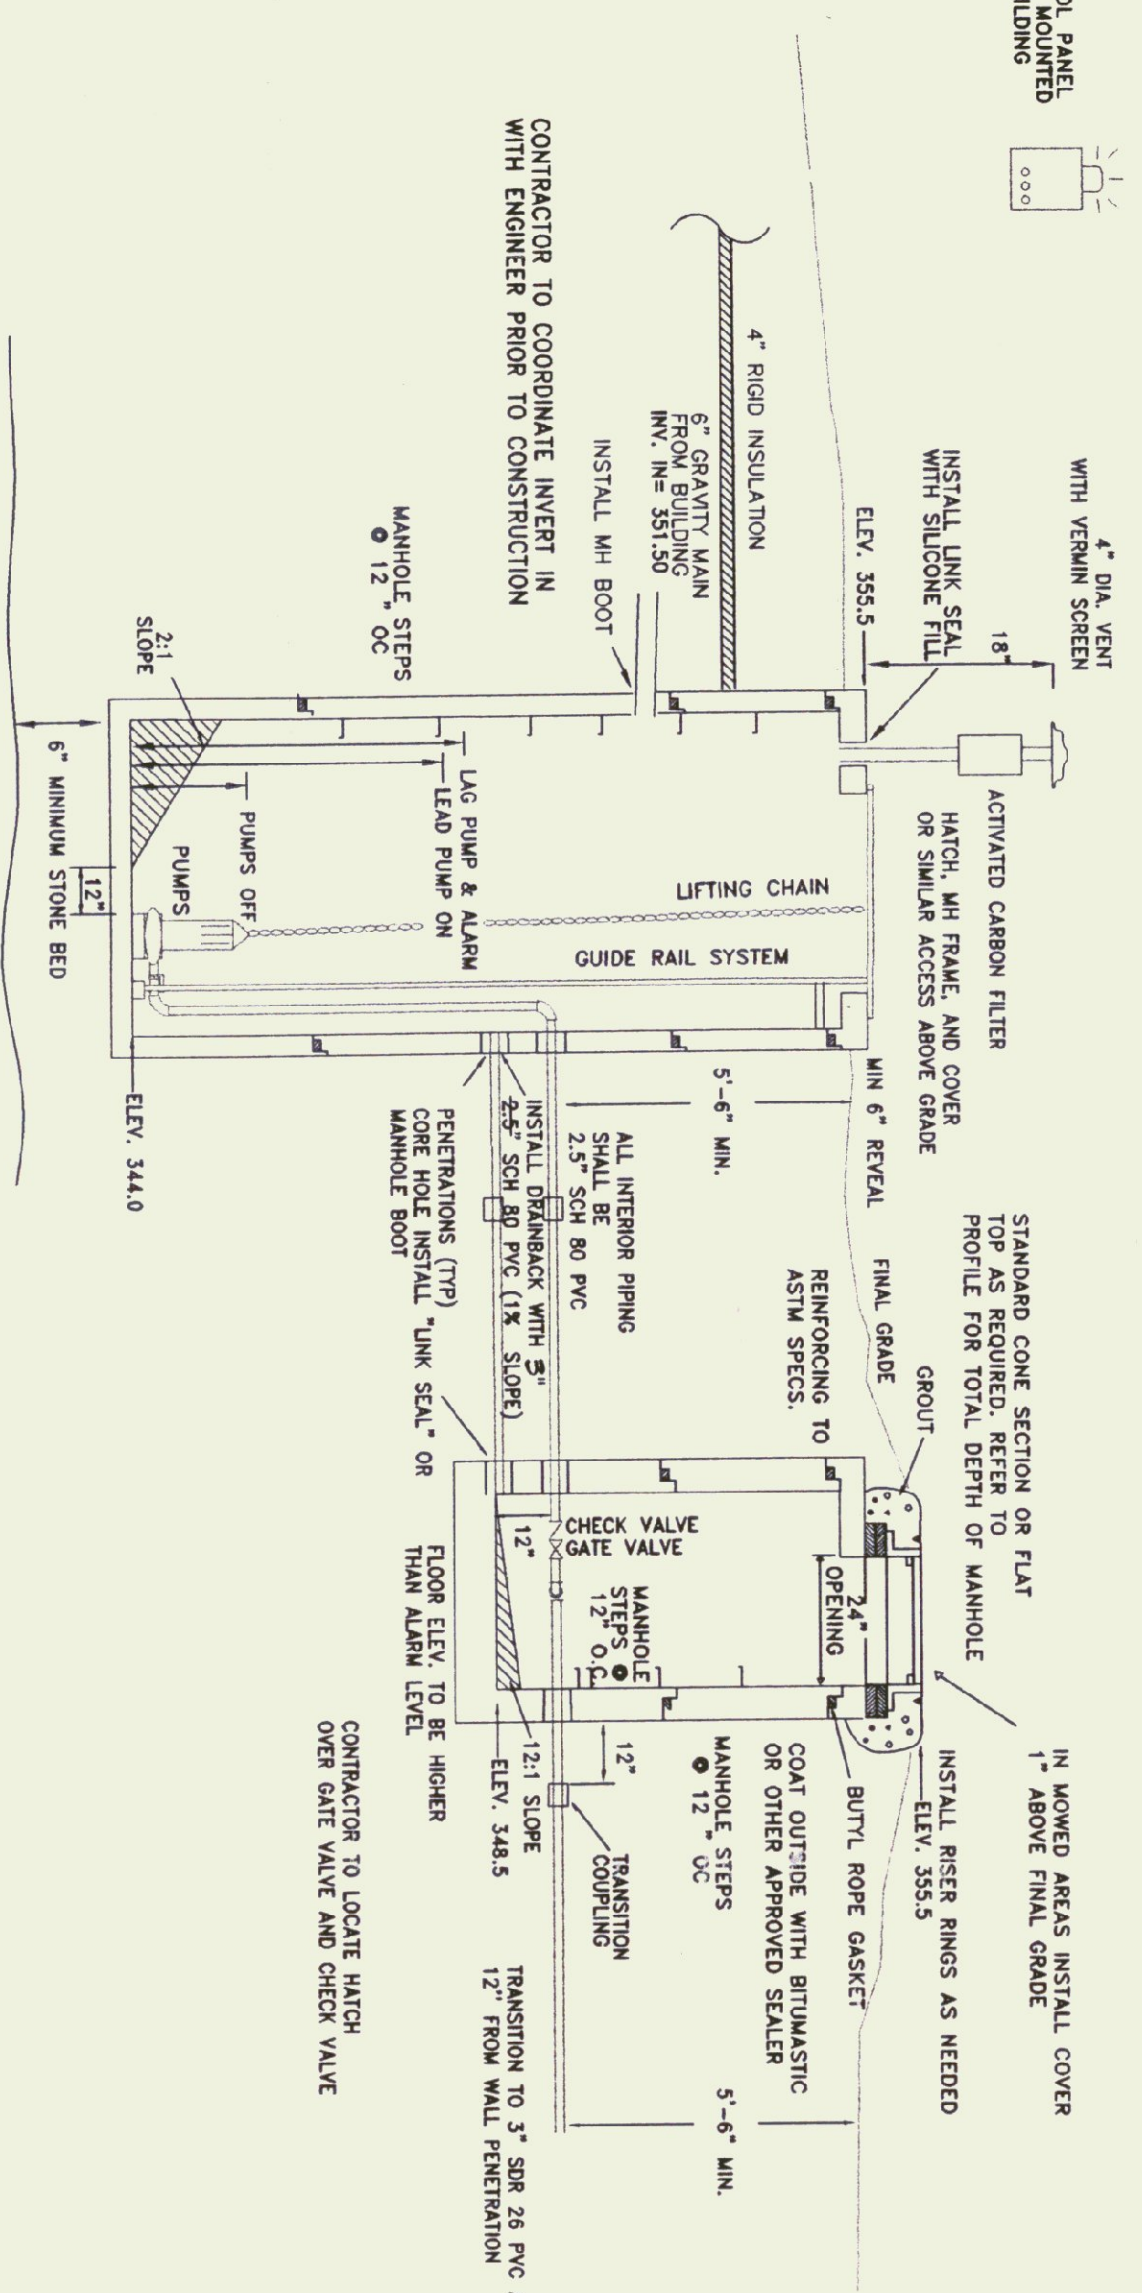 OL PANEL
MOUNTED
ILDING
4" DIA. VENT
WITH VERMIN SCREEN
18"
INSTALL LINK SEAL
WITH SILICONE FILL
ELEV. 355.5
4" RIGID INSULATION
6" GRAVITY MAIN
FROM BUILDING
INV. IN= 351.50
INSTALL MH BOOT
CONTRACTOR TO COORDINATE INVERT IN
WITH ENGINEER PRIOR TO CONSTRUCTION
MANHOLE STEPS
@ 12 " OC
2:1
SLOPE
6" MINIMUM STONE BED
12"
ACTIVATED CARBON FILTER
HATCH, MH FRAME, AND COVER
OR SIMILAR ACCESS ABOVE GRADE
LIFTING CHAIN
GUIDE RAIL SYSTEM
LAG PUMP & ALARM
LEAD PUMP ON
PUMPS OFF
PUMPS
ELEV. 344.0
MIN 6" REVEAL
5'-6" MIN.
ALL INTERIOR PIPING
SHALL BE
2.5" SCH 80 PVC
INSTALL DRAINBACK WITH 3"
2.5" SCH 80 PVC (1% SLOPE)
PENETRATIONS (TYP)
CORE HOLE INSTALL "LINK SEAL" OR
MANHOLE BOOT
STANDARD CONE SECTION OR FLAT
TOP AS REQUIRED. REFER TO
PROFILE FOR TOTAL DEPTH OF MANHOLE
GROUT
FINAL GRADE
REINFORCING TO
ASTM SPECS.
24"
OPENING
CHECK VALVE
GATE VALVE
12"
MANHOLE
STEPS @
12" O.C.
FLOOR ELEV. TO BE HIGHER
THAN ALARM LEVEL
IN MOWED AREAS INSTALL COVER
1" ABOVE FINAL GRADE
INSTALL RISER RINGS AS NEEDED
ELEV. 355.5
BUTYL ROPE GASKET
COAT OUTSIDE WITH BITUMASTIC
OR OTHER APPROVED SEALER
MANHOLE STEPS
@ 12 " OC
12"
TRANSITION
COUPLING
12:1 SLOPE
ELEV. 348.5
5'-6" MIN.
TRANSITION TO 3" SDR 26 PVC
12" FROM WALL PENETRATION
CONTRACTOR TO LOCATE HATCH
OVER GATE VALVE AND CHECK VALVE